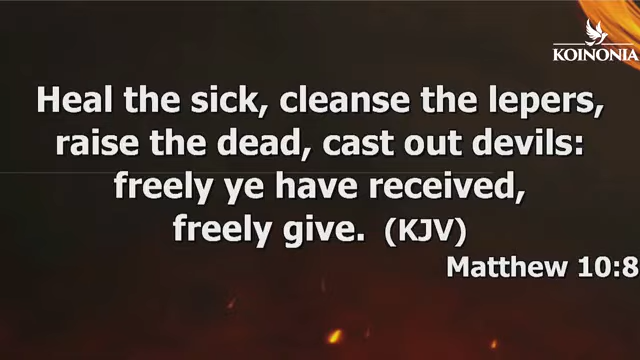 KOINONIA
Heal the sick, cleanse the lepers,
raise the dead, cast out devils:
freely ye have received,
freely give. (KJV)
Matthew 10:8